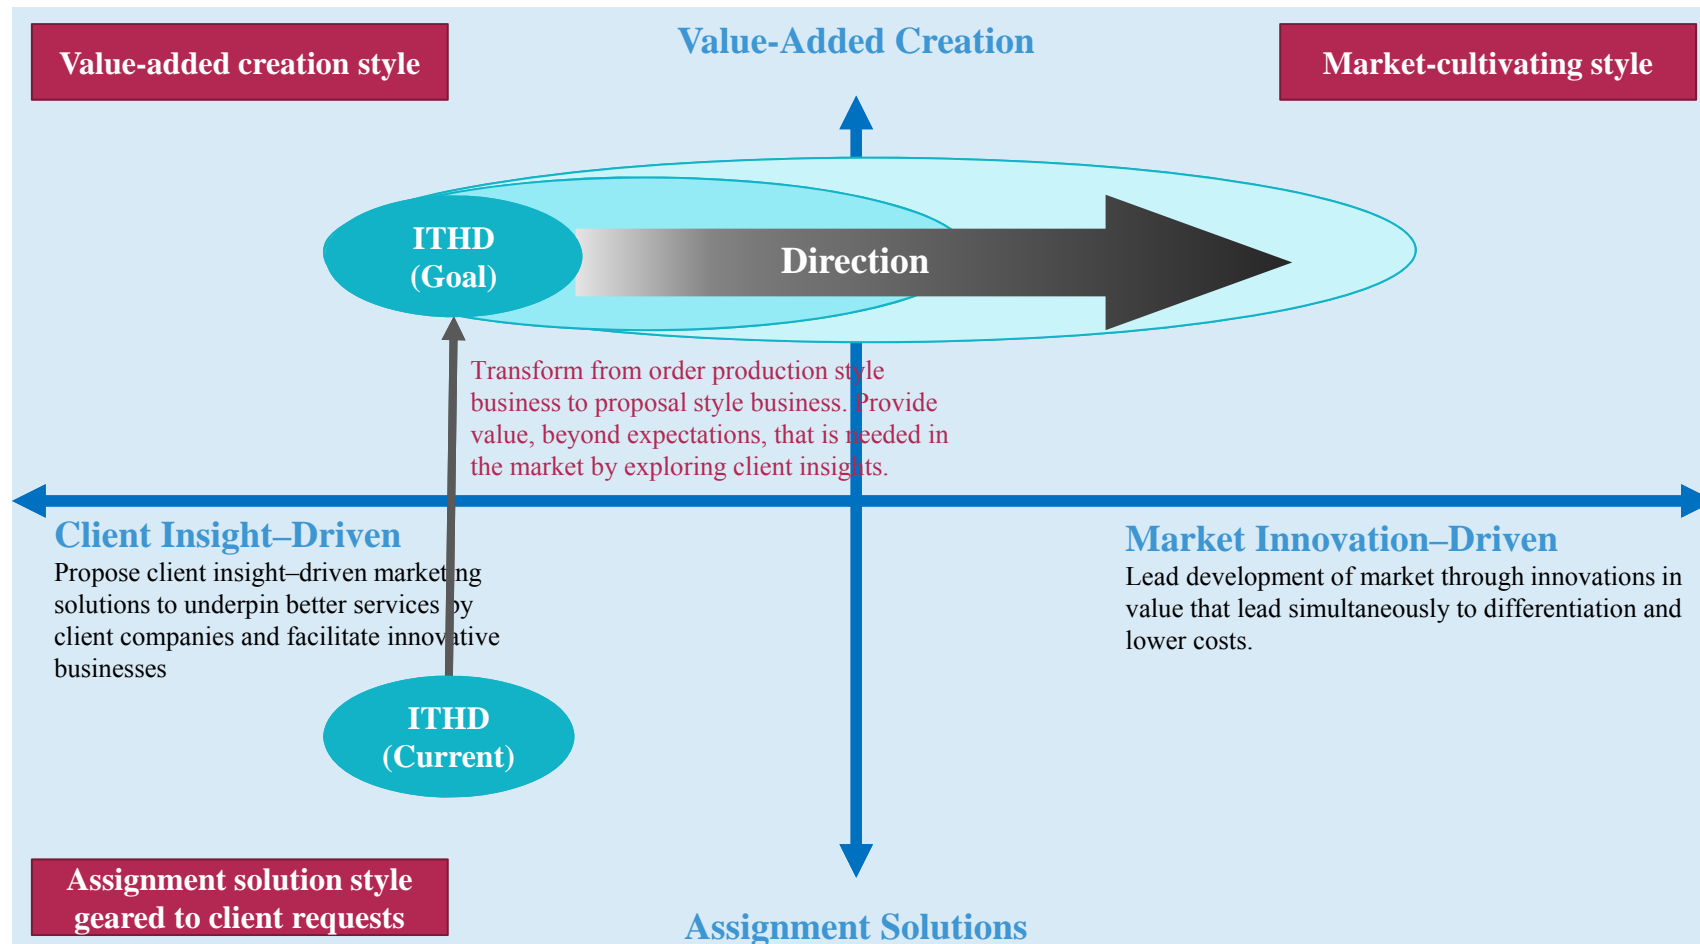 Value-Added Creation
Value-added creation style
Market-cultivating style
ITHD
(Goal)
Direction
Transform from order production style
business to proposal style business. Provide
value, beyond expectations, that is needed in
the market by exploring client insights.
Client Insight–Driven
Propose client insight–driven marketing
solutions to underpin better services by
client companies and facilitate innovative
businesses
Market Innovation–Driven
Lead development of market through innovations in
value that lead simultaneously to differentiation and
lower costs.
ITHD
(Current)
Assignment solution style
geared to client requests
Assignment Solutions